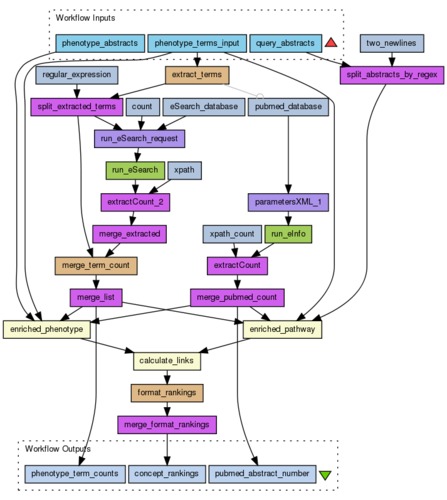 Workflow Inputs
phenotype_abstracts
phenotype_terms_input
query_abstracts
two_newlines
regular_expression
extract_terms
split_abstracts_by_regex
split_extracted_terms
count
eSearch_database
pubmed_database
run_eSearch_request
run_eSearch
xpath
extractCount_2
parametersXML_1
merge_extracted
xpath_count
run_eInfo
merge_term_count
extractCount
merge_list
merge_pubmed_count
enriched_phenotype
enriched_pathway
calculate_links
format_rankings
merge_format_rankings
Workflow Outputs
phenotype_term_counts
concept_rankings
pubmed_abstract_number